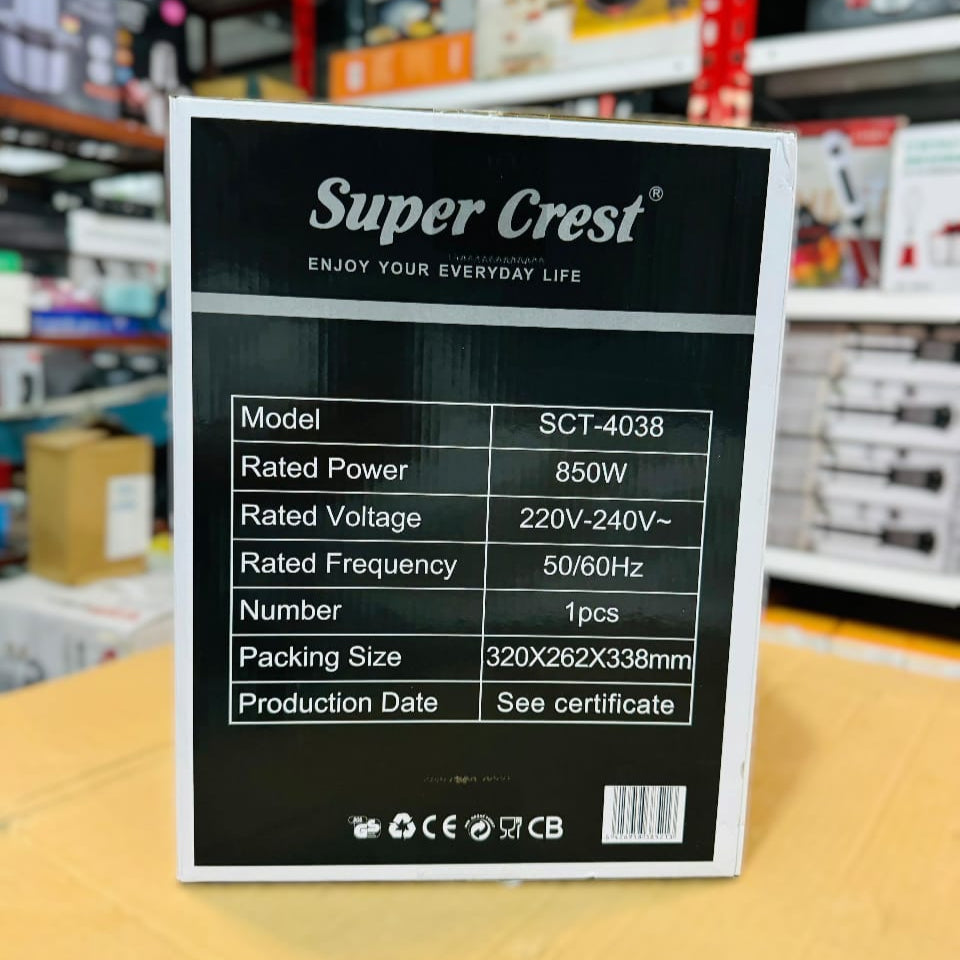 Super Crest®
ENJOY YOUR EVERYDAY LIFE
Model SCT-4038
Rated Power 850W
Rated Voltage 220V-240V~
Rated Frequency 50/60Hz
Number 1pcs
Packing Size 320X262X338mm
Production Date See certificate
CE CB